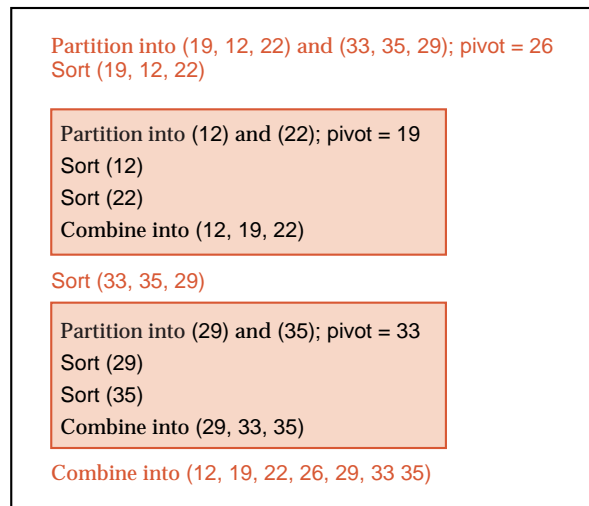 Partition into (19, 12, 22) and (33, 35, 29); pivot = 26
Sort (19, 12, 22)
Partition into (12) and (22); pivot = 19
Sort (12)
Sort (22)
Combine into (12, 19, 22)
Sort (33, 35, 29)
Partition into (29) and (35); pivot = 33
Sort (29)
Sort (35)
Combine into (29, 33, 35)
Combine into (12, 19, 22, 26, 29, 33 35)